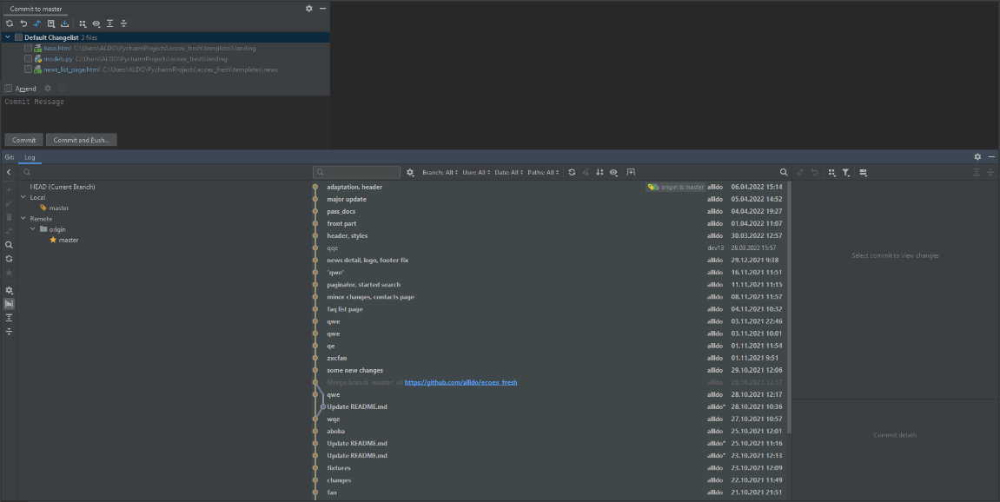 Commit to master
Default Changelist 3 files
base.html C:\Users\ALDO\PycharmProjects\ecoex_fresh\templates\landing
models.py C:\Users\ALDO\PycharmProjects\ecoex_fresh\landing
news_list_page.html C:\Users\ALDO\PycharmProjects\ecoex_fresh\templates\news
Amend
Commit Message
Commit
Commit and Push...
Git: Log
Branch: All User: All Date: All Paths: All
HEAD (Current Branch)
Local
master
Remote
origin
master
adaptation, header origin & master allldo 06.04.2022 15:14
major update allldo 05.04.2022 14:52
pass_docs allldo 04.04.2022 19:27
front part allldo 01.04.2022 11:07
header, styles allldo 30.03.2022 12:57
qqe dev13 28.03.2022 15:57
news detail, logo, footer fix allldo 29.12.2021 9:38
'qwe' allldo 16.11.2021 11:51
paginator, started search allldo 11.11.2021 11:15
minor changes, contacts page allldo 08.11.2021 11:57
faq list page allldo 04.11.2021 10:32
qwe allldo 03.11.2021 22:46
qwe allldo 03.11.2021 10:01
qe allldo 01.11.2021 11:54
zxcfan allldo 01.11.2021 9:51
some new changes allldo 29.10.2021 12:06
Merge branch 'master' of https://github.com/allldo/ecoex_fresh allldo 28.10.2021 12:17
qwe allldo 28.10.2021 12:17
Update README.md allldo* 28.10.2021 10:36
wqe allldo 27.10.2021 10:57
aboba allldo 25.10.2021 12:01
Update README.md allldo* 25.10.2021 11:16
Update README.md allldo* 23.10.2021 12:13
fixtures allldo 23.10.2021 12:09
changes allldo 22.10.2021 11:49
fan allldo 21.10.2021 21:51
Select commit to view changes
Commit details